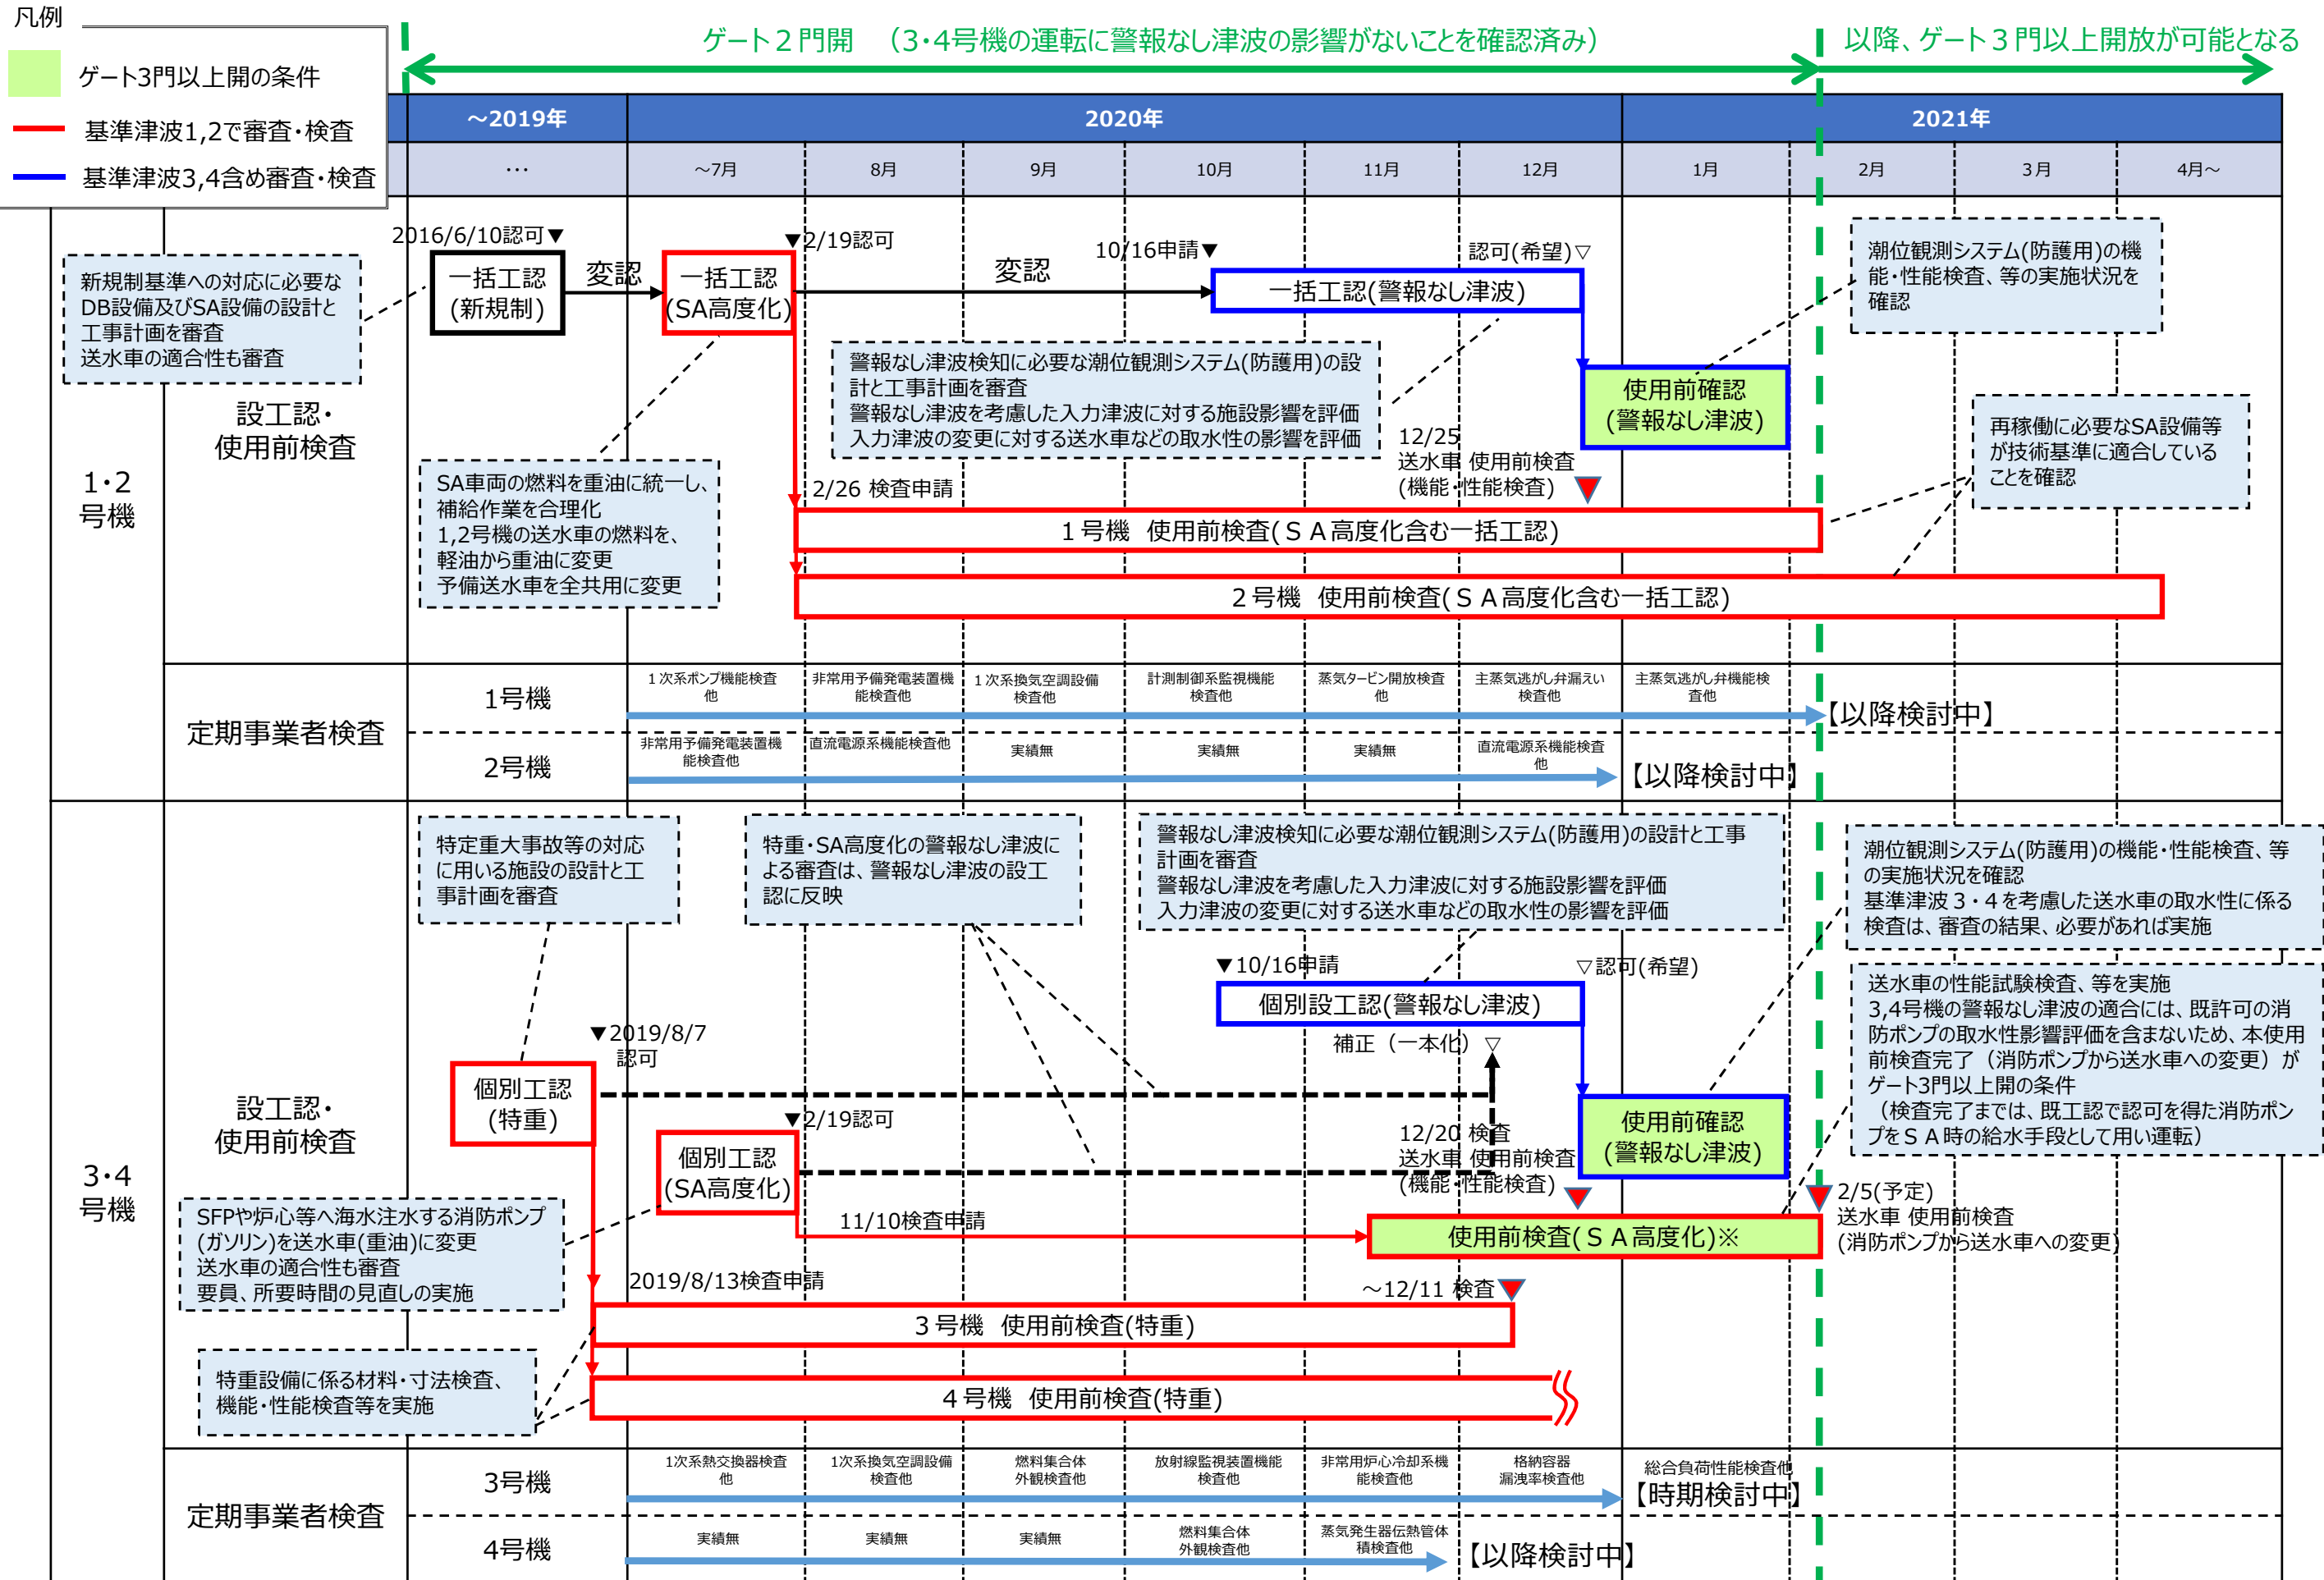 凡例
ゲート3門以上開の条件
基準津波1,2で審査・検査
基準津波3,4含め審査・検査
ゲート２門開　（3・4号機の運転に警報なし津波の影響がないことを確認済み）
以降、ゲート３門以上開放が可能となる
～2019年
2020年
2021年
…
～7月
8月
9月
10月
11月
12月
1月
2月
3月
4月～
1・2
号機
設工認・
使用前検査
新規制基準への対応に必要な
DB設備及びSA設備の設計と
工事計画を審査
送水車の適合性も審査
2016/6/10認可▼
一括工認
(新規制)
変認
▼2/19認可
一括工認
(SA高度化)
変認
10/16申請▼
認可(希望)▽
一括工認(警報なし津波)
潮位観測システム(防護用)の機
能・性能検査、等の実施状況を
確認
警報なし津波検知に必要な潮位観測システム(防護用)の設
計と工事計画を審査
警報なし津波を考慮した入力津波に対する施設影響を評価
入力津波の変更に対する送水車などの取水性の影響を評価
使用前確認
(警報なし津波)
再稼働に必要なSA設備等
が技術基準に適合している
ことを確認
SA車両の燃料を重油に統一し、
補給作業を合理化
1,2号機の送水車の燃料を、
軽油から重油に変更
予備送水車を全共用に変更
12/25
送水車 使用前検査
(機能・性能検査)
2/26 検査申請
１号機 使用前検査(ＳＡ高度化含む一括工認)
２号機 使用前検査(ＳＡ高度化含む一括工認)
定期事業者検査
1号機
１次系ポンプ機能検査
他
非常用予備発電装置機
能検査他
１次系換気空調設備
検査他
計測制御系監視機能
検査他
蒸気タービン開放検査
他
主蒸気逃がし弁漏えい
検査他
主蒸気逃がし弁機能検
査他
【以降検討中】
2号機
非常用予備発電装置機
能検査他
直流電源系機能検査他
実績無
実績無
実績無
直流電源系機能検査
他
【以降検討中】
3・4
号機
設工認・
使用前検査
特定重大事故等の対応
に用いる施設の設計と工
事計画を審査
特重・SA高度化の警報なし津波に
よる審査は、警報なし津波の設工
認に反映
警報なし津波検知に必要な潮位観測システム(防護用)の設計と工事
計画を審査
警報なし津波を考慮した入力津波に対する施設影響を評価
入力津波の変更に対する送水車などの取水性の影響を評価
潮位観測システム(防護用)の機能・性能検査、等
の実施状況を確認
基準津波３・４を考慮した送水車の取水性に係る
検査は、審査の結果、必要があれば実施
▼10/16申請
▽認可(希望)
個別設工認(警報なし津波)
補正（一本化）▽
送水車の性能試験検査、等を実施
3,4号機の警報なし津波の適合には、既許可の消
防ポンプの取水性影響評価を含まないため、本使用
前検査完了（消防ポンプから送水車への変更）が
ゲート3門以上開の条件
（検査完了までは、既工認で認可を得た消防ポン
プをＳＡ時の給水手段として用い運転）
▼2019/8/7
認可
個別工認
(特重)
▼2/19認可
個別工認
(SA高度化)
12/20 検査
送水車 使用前検査
(機能・性能検査)
使用前確認
(警報なし津波)
2/5(予定)
送水車 使用前検査
(消防ポンプから送水車への変更)
SFPや炉心等へ海水注水する消防ポンプ
(ガソリン)を送水車(重油)に変更
送水車の適合性も審査
要員、所要時間の見直しの実施
11/10検査申請
使用前検査(ＳＡ高度化)※
2019/8/13検査申請
～12/11 検査
３号機 使用前検査(特重)
特重設備に係る材料・寸法検査、
機能・性能検査等を実施
４号機 使用前検査(特重)
定期事業者検査
3号機
1次系熱交換器検査
他
1次系換気空調設備
検査他
燃料集合体
外観検査他
放射線監視装置機能
検査他
非常用炉心冷却系機
能検査他
格納容器
漏洩率検査他
総合負荷性能検査他
【時期検討中】
4号機
実績無
実績無
実績無
燃料集合体
外観検査他
蒸気発生器伝熱管体
積検査他
【以降検討中】